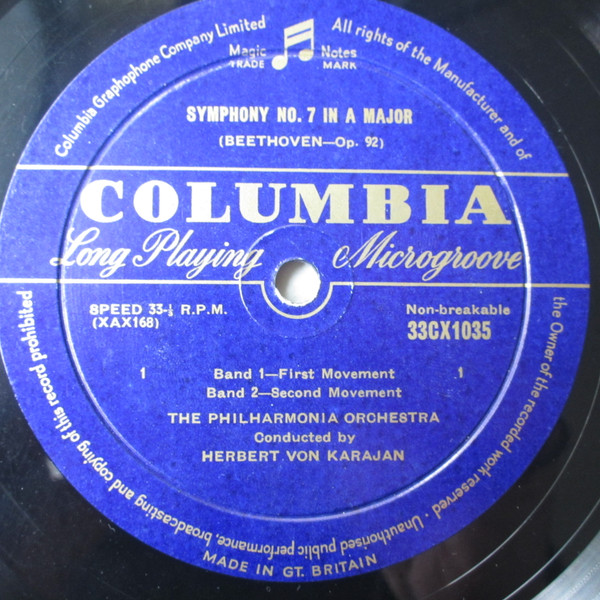 Columbia Graphophone Company Limited
All rights of the Manufacturer and of
the Owner of the recorded work reserved · Unauthorised public performance, broadcasting and copying of this record prohibited
Magic Notes
TRADE MARK
SYMPHONY NO. 7 IN A MAJOR
(BEETHOVEN—Op. 92)
COLUMBIA
Long Playing Microgroove
SPEED 33-⅓ R.P.M. Non-breakable
(XAX168) 33CX1035
1 Band 1—First Movement 1
Band 2—Second Movement
THE PHILHARMONIA ORCHESTRA
Conducted by
HERBERT VON KARAJAN
MADE IN GT. BRITAIN